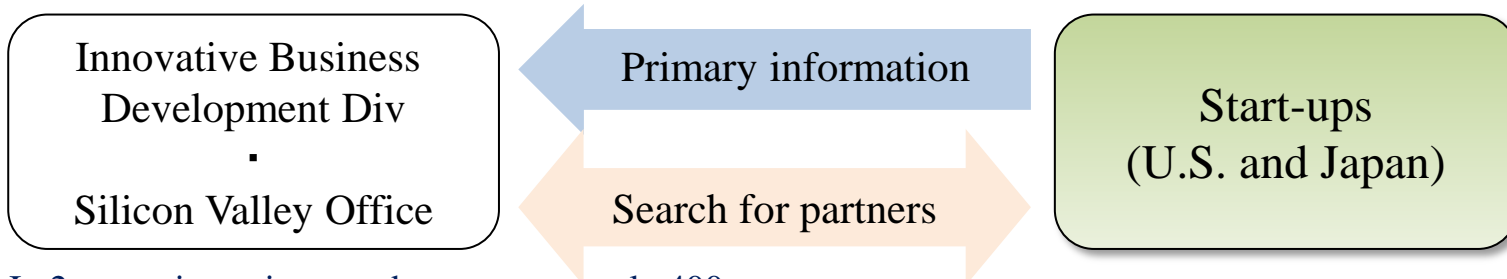 Innovative Business
Development Div
▪
Silicon Valley Office
Primary information
Search for partners
Start-ups
(U.S. and Japan)